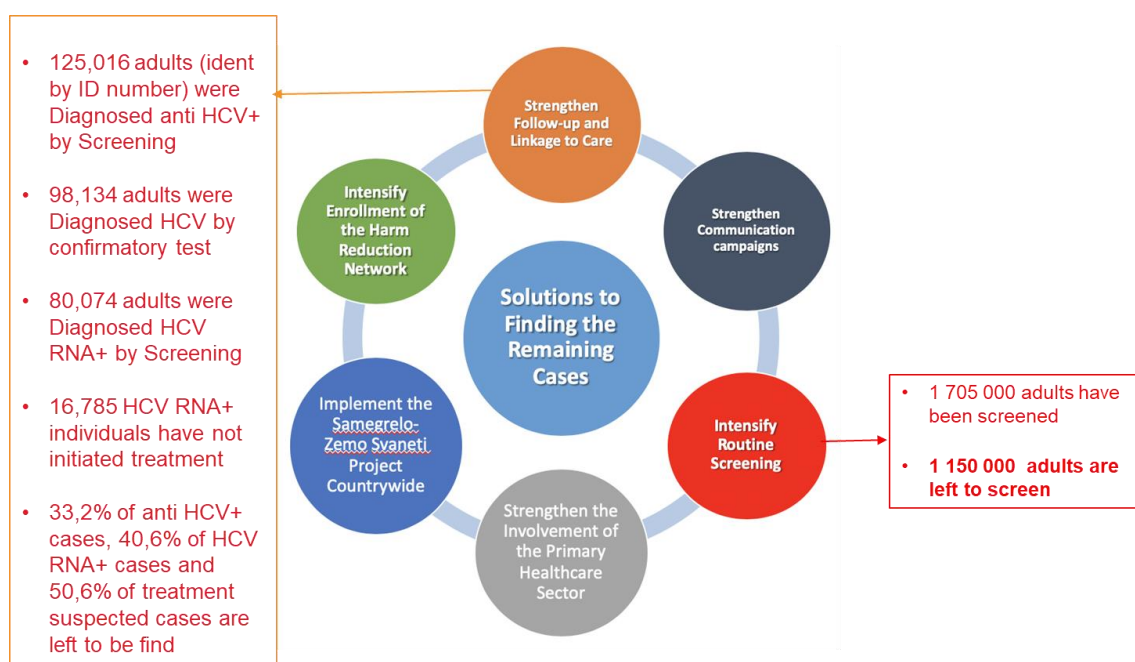 • 125,016 adults (ident
by ID number) were
Diagnosed anti HCV+
by Screening
• 98,134 adults were
Diagnosed HCV by
confirmatory test
• 80,074 adults were
Diagnosed HCV
RNA+ by Screening
• 16,785 HCV RNA+
individuals have not
initiated treatment
• 33,2% of anti HCV+
cases, 40,6% of HCV
RNA+ cases and
50,6% of treatment
suspected cases are
left to be find
Strengthen
Follow-up and
Linkage to Care
Strengthen
Communication
campaigns
Intensify
Routine
Screening
Strengthen the
Involvement of
the Primary
Healthcare
Sector
Implement the
Samegrelo-
Zemo Svaneti
Project
Countrywide
Intensify
Enrollment of
the Harm
Reduction
Network
Solutions to
Finding the
Remaining
Cases
• 1 705 000 adults have
been screened
• 1 150 000 adults are
left to screen